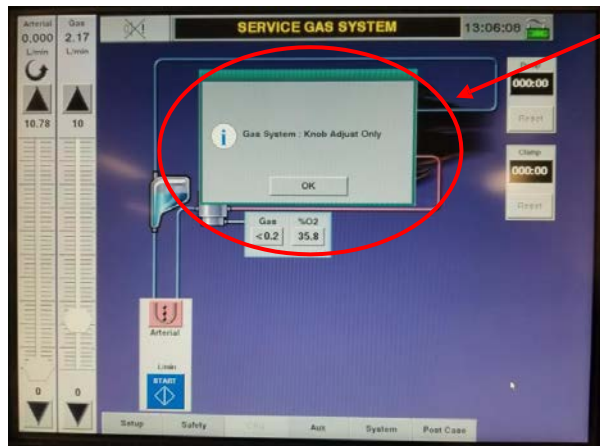 Arterial Gas
0.000 2.17
L/min L/min
SERVICE GAS SYSTEM
13:06:08
10.78 10
000:00
Reset
Clamp
000:00
Reset
Gas System : Knob Adjust Only
OK
Gas %O2
<0.2 35.8
Arterial
L/min
START
0 0
Setup Safety Aux System Post Case